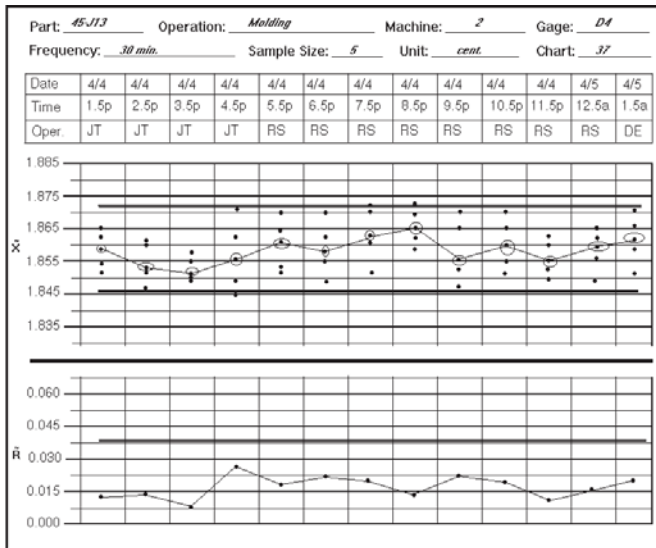 Part: 45-J13 Operation: Molding Machine: 2 Gage: D4
Frequency: 30 min. Sample Size: 5 Unit: cent. Chart: 37
Date 4/4 4/4 4/4 4/4 4/4 4/4 4/4 4/4 4/4 4/4 4/4 4/5 4/5
Time 1.5p 2.5p 3.5p 4.5p 5.5p 6.5p 7.5p 8.5p 9.5p 10.5p 11.5p 12.5a 1.5a
Oper. JT JT JT JT RS RS RS RS RS RS RS RS DE
1.885
1.875
1.865
X̃
1.855
1.845
1.835
0.060
0.045
R̃
0.030
0.015
0.000